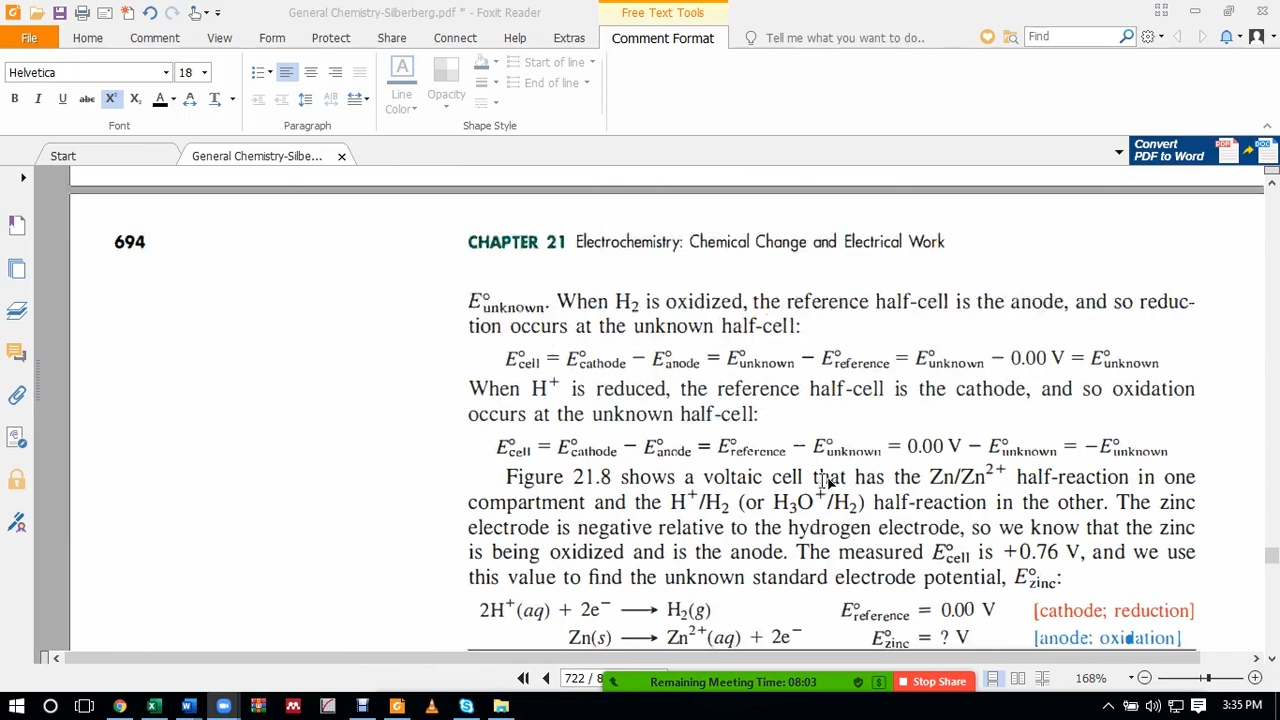 General Chemistry-Silberberg.pdf * - Foxit Reader
Free Text Tools
File Home Comment View Form Protect Share Connect Help Extras Comment Format Tell me what you want to do.. Find
Helvetica 18
Start of line
End of line
B I U abc X² X₂ A A T
Line Color
Opacity
Font Paragraph Shape Style
Start General Chemistry-Silbe... Convert PDF to Word
694 CHAPTER 21 Electrochemistry: Chemical Change and Electrical Work
E°unknown. When H₂ is oxidized, the reference half-cell is the anode, and so reduc-
tion occurs at the unknown half-cell:
E°cell = E°cathode − E°anode = E°unknown − E°reference = E°unknown − 0.00 V = E°unknown
When H⁺ is reduced, the reference half-cell is the cathode, and so oxidation
occurs at the unknown half-cell:
E°cell = E°cathode − E°anode = E°reference − E°unknown = 0.00 V − E°unknown = −E°unknown
Figure 21.8 shows a voltaic cell that has the Zn/Zn²⁺ half-reaction in one
compartment and the H⁺/H₂ (or H₃O⁺/H₂) half-reaction in the other. The zinc
electrode is negative relative to the hydrogen electrode, so we know that the zinc
is being oxidized and is the anode. The measured E°cell is +0.76 V, and we use
this value to find the unknown standard electrode potential, E°zinc:
2H⁺(aq) + 2e⁻ ⟶ H₂(g) E°reference = 0.00 V [cathode; reduction]
Zn(s) ⟶ Zn²⁺(aq) + 2e⁻ E°zinc = ? V [anode; oxidation]
722 / 8 Remaining Meeting Time: 08:03 $ Stop Share 168%
3:35 PM